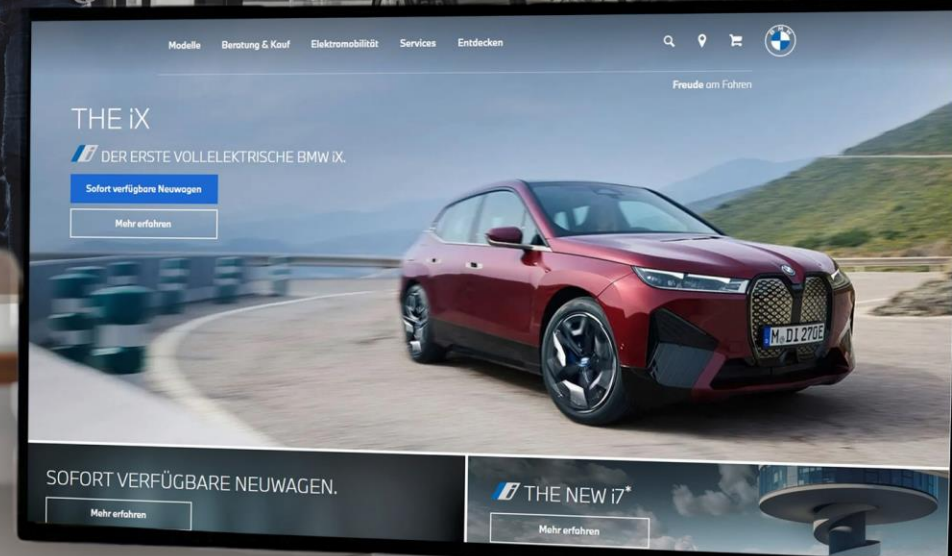 Modelle Beratung & Kauf Elektromobilität Services Entdecken
BMW
Freude am Fahren
THE iX
DER ERSTE VOLLELEKTRISCHE BMW iX.
Sofort verfügbare Neuwagen
Mehr erfahren
M DI 270E
SOFORT VERFÜGBARE NEUWAGEN.
Mehr erfahren
i THE NEW i7*
Mehr erfahren